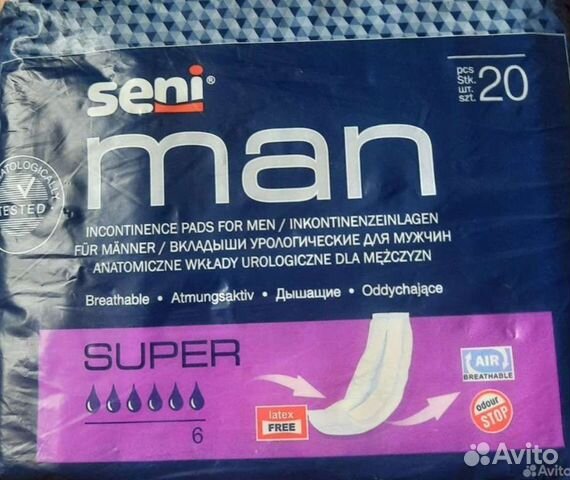 seni®
pcs
Stk.
шт.
szt.
20
man
TESTED
INCONTINENCE PADS FOR MEN / INKONTINENZEINLAGEN
FÜR MÄNNER / ВКЛАДЫШИ УРОЛОГИЧЕСКИЕ ДЛЯ МУЖЧИН
ANATOMICZNE WKŁADY UROLOGICZNE DLA MĘŻCZYZN
Breathable • Atmungsaktiv • Дышащие • Oddychające
SUPER
6
latex
FREE
AIR
BREATHABLE
odour
STOP
Avito